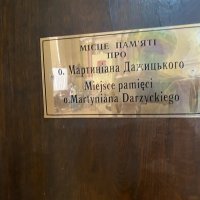 МІСЦЕ ПАМ'ЯТІ
ПРО
о. Мартиніана Дажицького
Miejsce pamięci
o. Martyniana Darzyckiego